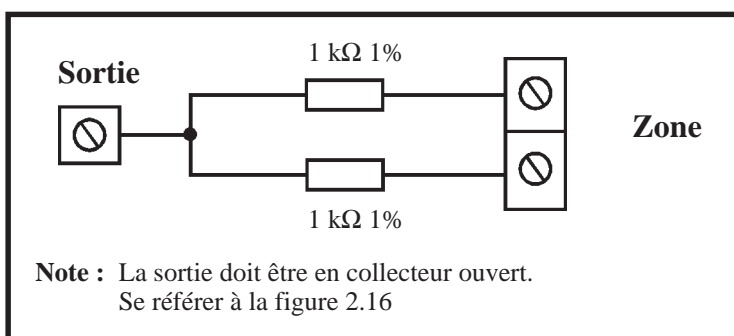 1 kΩ 1%
Sortie
Zone
1 kΩ 1%
Note : La sortie doit être en collecteur ouvert.
Se référer à la figure 2.16